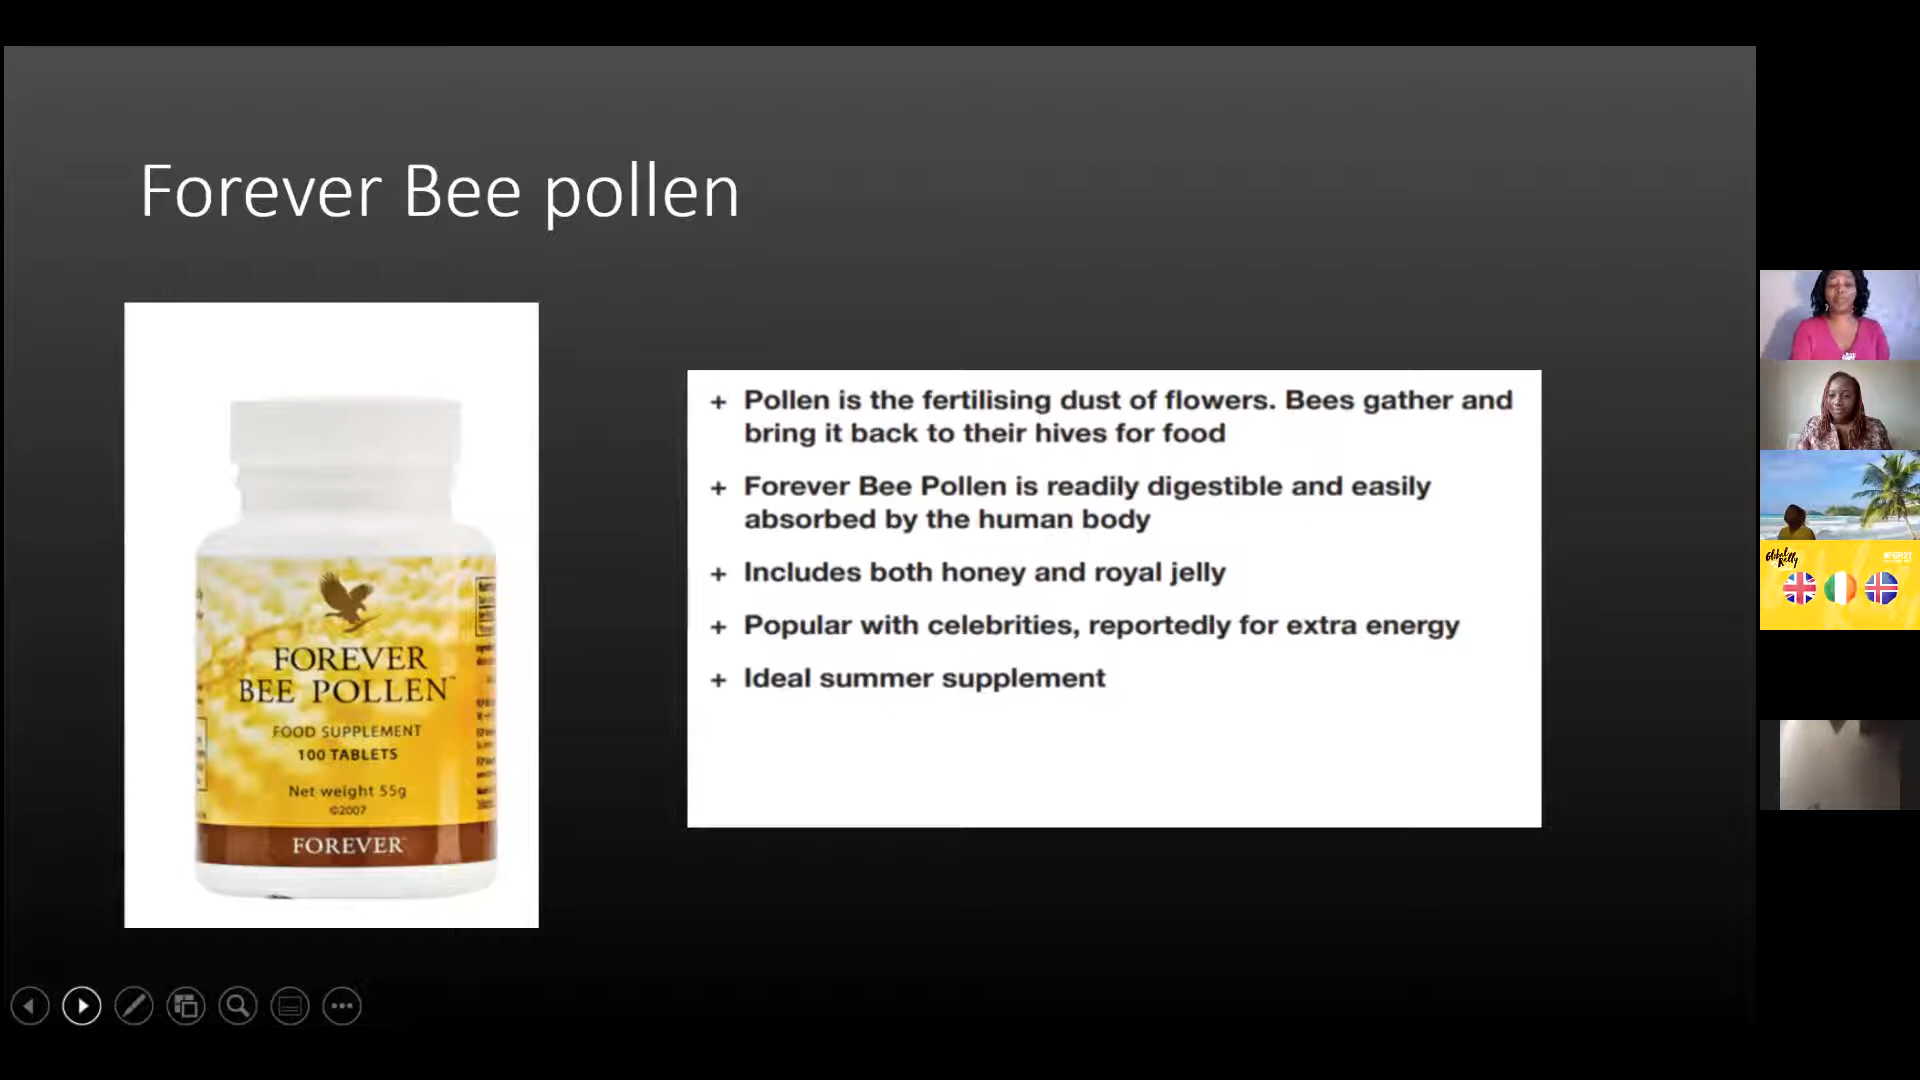 Forever Bee pollen
FOREVER
BEE POLLEN™
FOOD SUPPLEMENT
100 TABLETS
Net weight 55g
©2007
FOREVER
+ Pollen is the fertilising dust of flowers. Bees gather and
bring it back to their hives for food
+ Forever Bee Pollen is readily digestible and easily
absorbed by the human body
+ Includes both honey and royal jelly
+ Popular with celebrities, reportedly for extra energy
+ Ideal summer supplement
Global
Rally